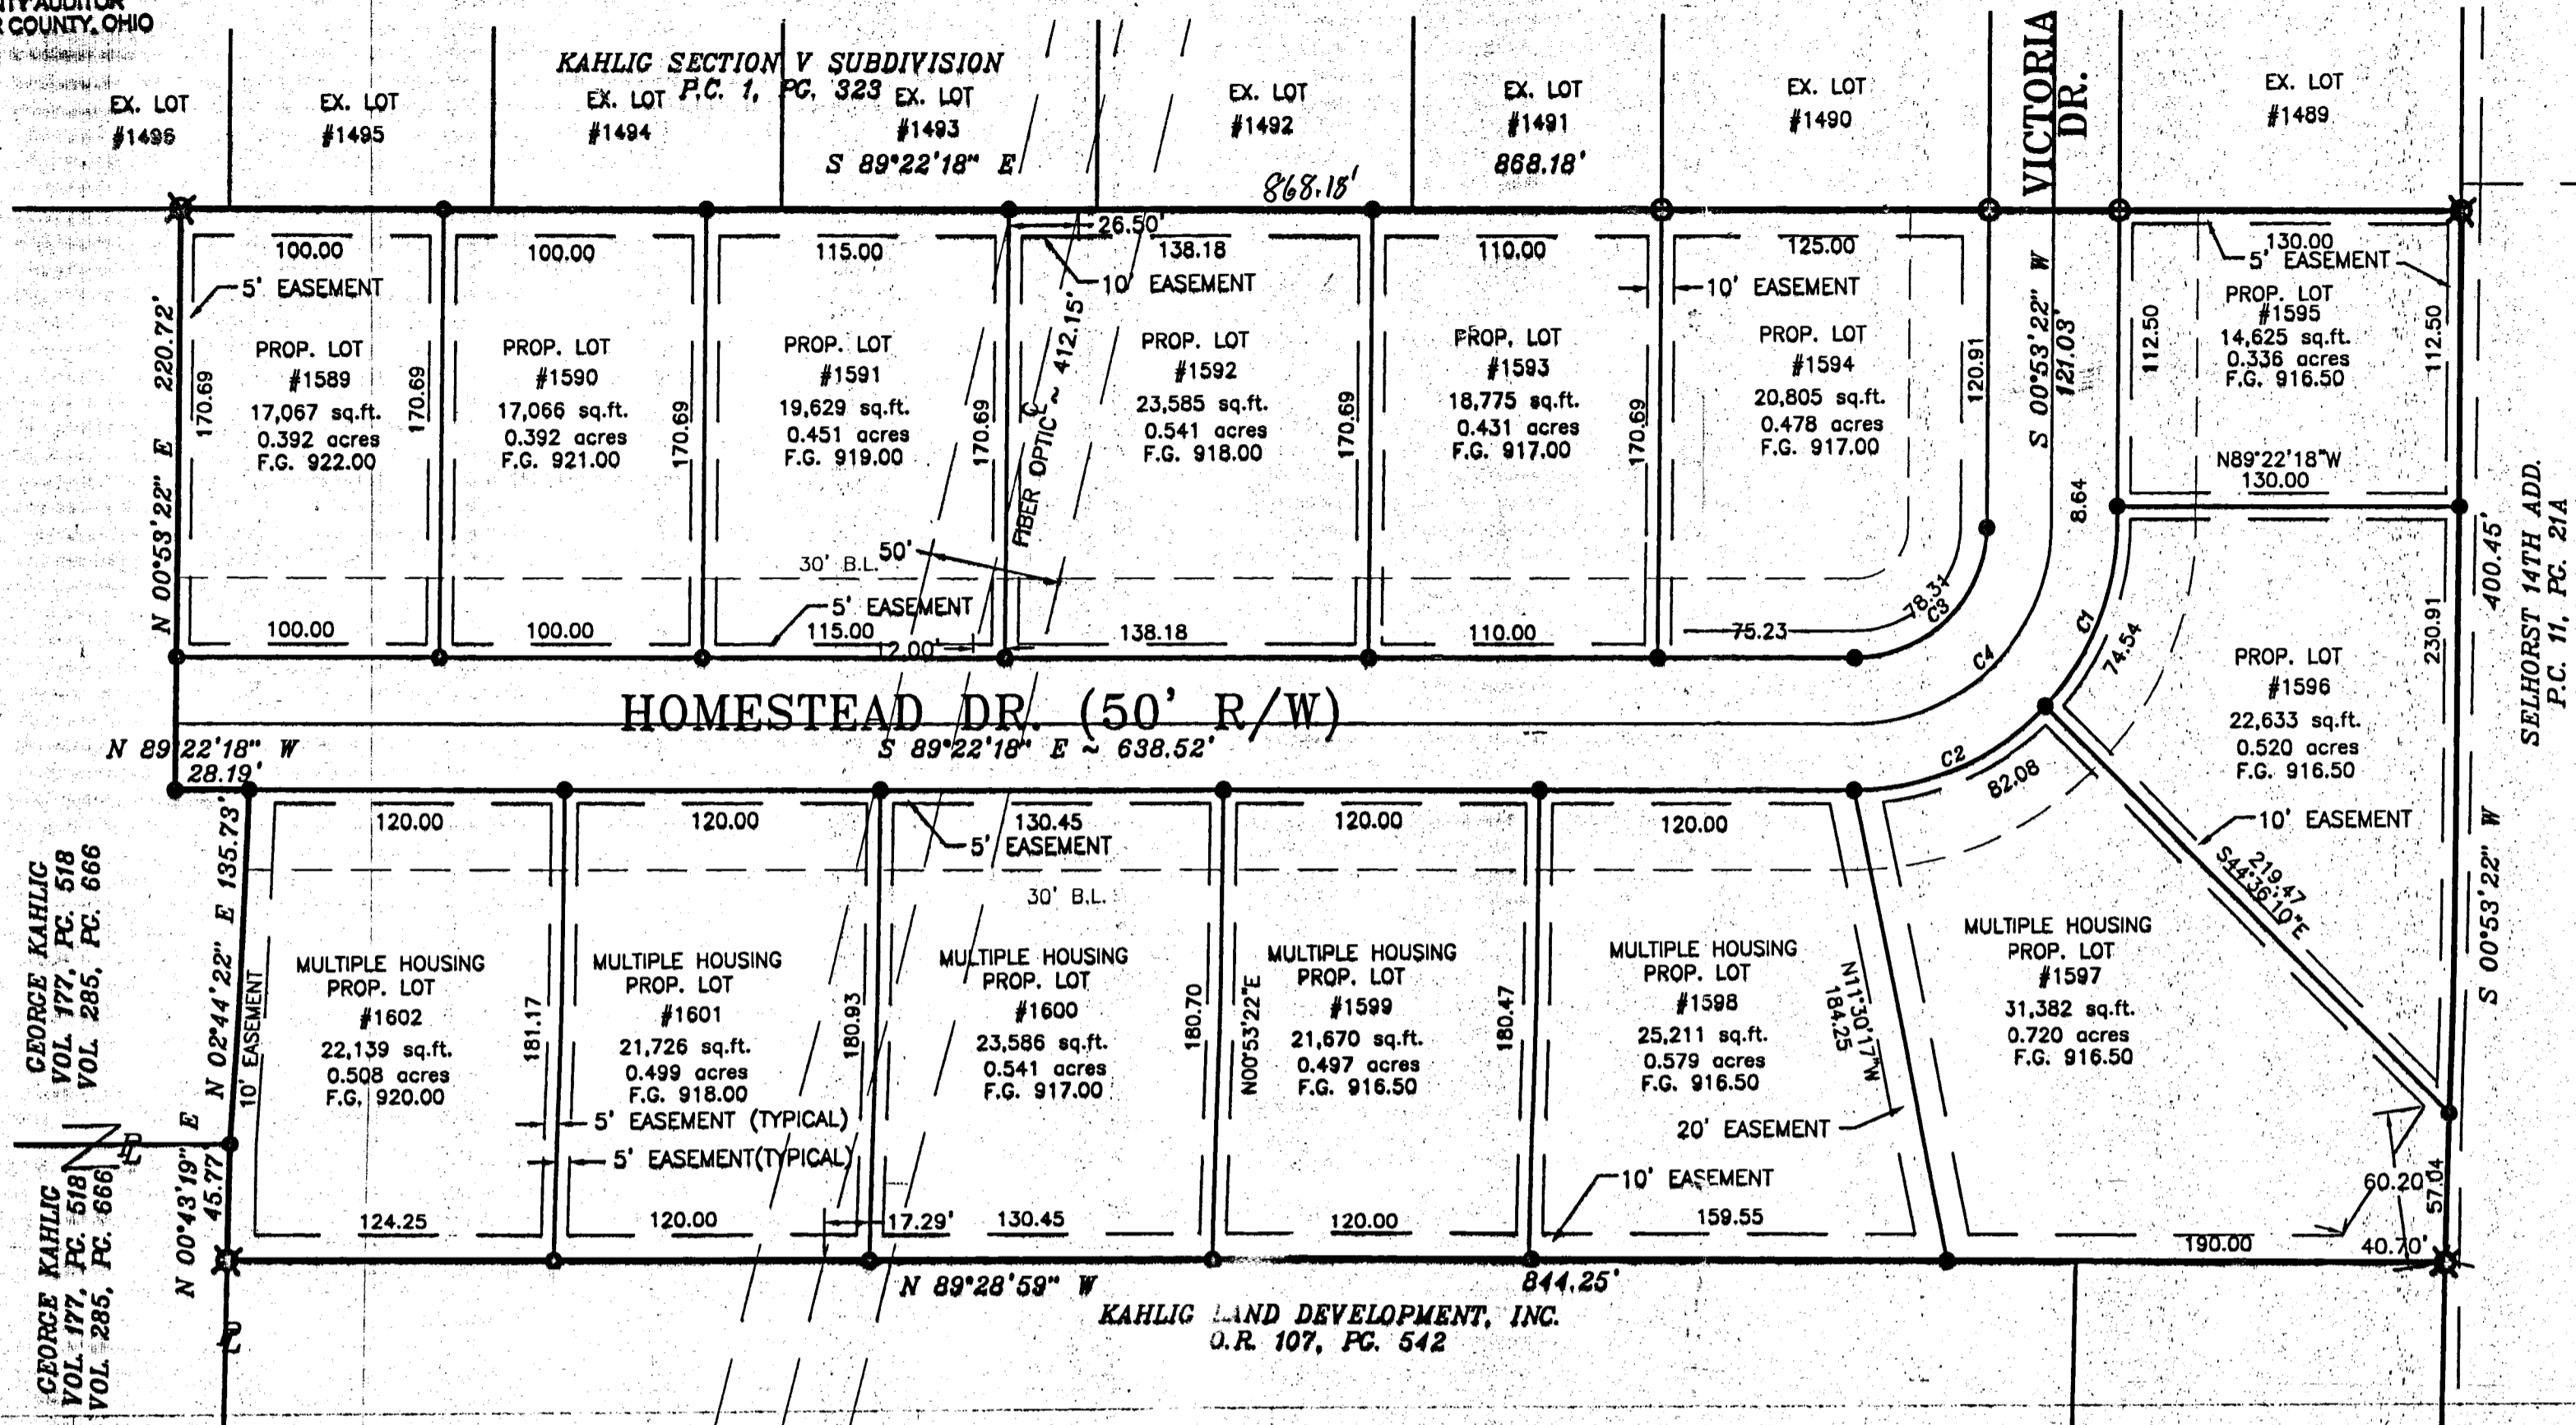 COUNTY, OHIO
KAHLIG SECTION V SUBDIVISION
P.C. 1, PG. 323
EX. LOT
#1496
EX. LOT
#1495
EX. LOT
#1494
EX. LOT
#1493
EX. LOT
#1492
EX. LOT
#1491
EX. LOT
#1490
EX. LOT
#1489
VICTORIA
DR.
S 89°22'18" E
868.18'
868.18'
26.50'
100.00
100.00
115.00
138.18
110.00
125.00
130.00
5' EASEMENT
10' EASEMENT
10' EASEMENT
5' EASEMENT
N 00°53'22" E 220.72'
170.69
PROP. LOT
#1589
17,067 sq.ft.
0.392 acres
F.G. 922.00
170.69
PROP. LOT
#1590
17,066 sq.ft.
0.392 acres
F.G. 921.00
170.69
PROP. LOT
#1591
19,629 sq.ft.
0.451 acres
F.G. 919.00
170.69
FIBER OPTIC ℄ ~ 412.15'
PROP. LOT
#1592
23,585 sq.ft.
0.541 acres
F.G. 918.00
170.69
PROP. LOT
#1593
18,775 sq.ft.
0.431 acres
F.G. 917.00
170.69
PROP. LOT
#1594
20,805 sq.ft.
0.478 acres
F.G. 917.00
120.91
S 00°53'22" W
121.03'
112.50
PROP. LOT
#1595
14,625 sq.ft.
0.336 acres
F.G. 916.50
112.50
N89°22'18"W
130.00
8.64
30' B.L.
50'
5' EASEMENT
100.00
100.00
115.00
12.00'
138.18
110.00
75.23
78.34
C3
C4
C1
74.54
230.91
400.45'
SELHORST 14TH ADD.
P.C. 11, PG. 21A
PROP. LOT
#1596
22,633 sq.ft.
0.520 acres
F.G. 916.50
10' EASEMENT
HOMESTEAD DR. (50' R/W)
S 89°22'18" E ~ 638.52'
N 89°22'18" W
28.19'
C2
82.08
120.00
120.00
130.45
120.00
120.00
5' EASEMENT
30' B.L.
219.47
S44°36'10"E
S 00°53'22" W
GEORGE KAHLIG
VOL. 177, PG. 518
VOL. 285, PG. 666
N 02°44'22" E 135.73'
10' EASEMENT
MULTIPLE HOUSING
PROP. LOT
#1602
22,139 sq.ft.
0.508 acres
F.G. 920.00
181.17
MULTIPLE HOUSING
PROP. LOT
#1601
21,726 sq.ft.
0.499 acres
F.G. 918.00
180.93
MULTIPLE HOUSING
PROP. LOT
#1600
23,586 sq.ft.
0.541 acres
F.G. 917.00
180.70
N00°53'22"E
MULTIPLE HOUSING
PROP. LOT
#1599
21,670 sq.ft.
0.497 acres
F.G. 916.50
180.47
MULTIPLE HOUSING
PROP. LOT
#1598
25,211 sq.ft.
0.579 acres
F.G. 916.50
N11°30'17"W
184.25
MULTIPLE HOUSING
PROP. LOT
#1597
31,382 sq.ft.
0.720 acres
F.G. 916.50
5' EASEMENT (TYPICAL)
5' EASEMENT(TYPICAL)
20' EASEMENT
10' EASEMENT
PL
GEORGE KAHLIG
VOL. 177, PG. 518
VOL. 285, PG. 666
N 00°43'19" E
45.77'
124.25
120.00
17.29'
130.45
120.00
159.55
190.00
60.20'
57.04
40.70'
N 89°28'59" W
844.25'
PL
KAHLIG LAND DEVELOPMENT, INC.
O.R. 107, PG. 542